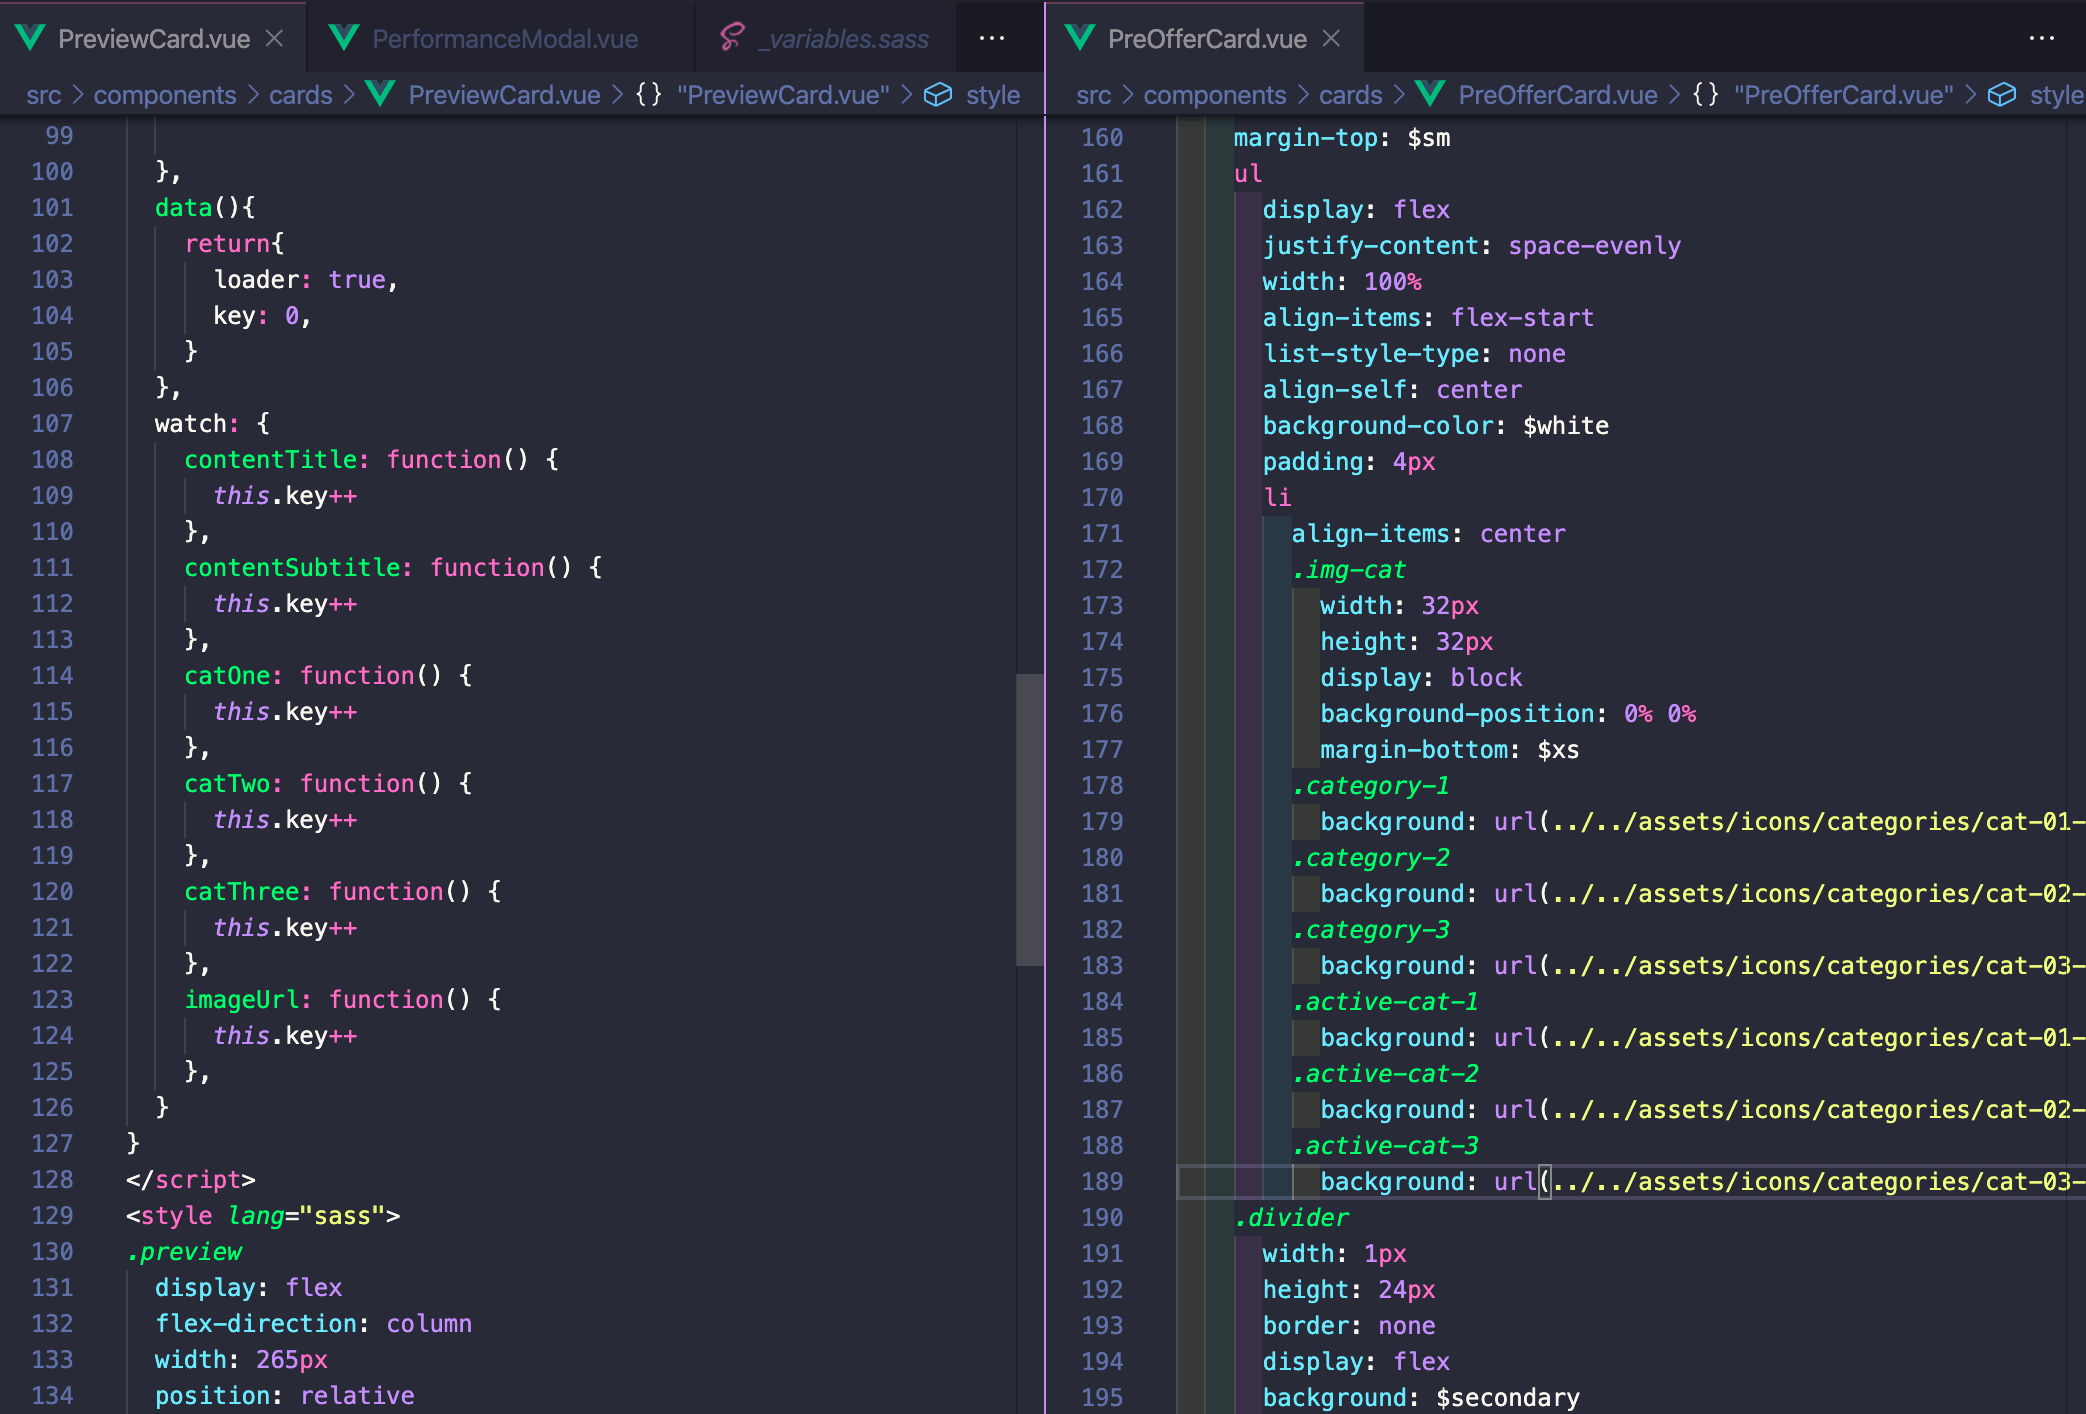 PreviewCard.vue
PerformanceModal.vue
_variables.sass
...
src > components > cards > PreviewCard.vue > {} "PreviewCard.vue" > style
99
100 },
101 data(){
102 return{
103 loader: true,
104 key: 0,
105 }
106 },
107 watch: {
108 contentTitle: function() {
109 this.key++
110 },
111 contentSubtitle: function() {
112 this.key++
113 },
114 catOne: function() {
115 this.key++
116 },
117 catTwo: function() {
118 this.key++
119 },
120 catThree: function() {
121 this.key++
122 },
123 imageUrl: function() {
124 this.key++
125 },
126 }
127 }
128 </script>
129 <style lang="sass">
130 .preview
131 display: flex
132 flex-direction: column
133 width: 265px
134 position: relative
PreOfferCard.vue
...
src > components > cards > PreOfferCard.vue > {} "PreOfferCard.vue" > style
160 margin-top: $sm
161 ul
162 display: flex
163 justify-content: space-evenly
164 width: 100%
165 align-items: flex-start
166 list-style-type: none
167 align-self: center
168 background-color: $white
169 padding: 4px
170 li
171 align-items: center
172 .img-cat
173 width: 32px
174 height: 32px
175 display: block
176 background-position: 0% 0%
177 margin-bottom: $xs
178 .category-1
179 background: url(../../assets/icons/categories/cat-01-
180 .category-2
181 background: url(../../assets/icons/categories/cat-02-
182 .category-3
183 background: url(../../assets/icons/categories/cat-03-
184 .active-cat-1
185 background: url(../../assets/icons/categories/cat-01-
186 .active-cat-2
187 background: url(../../assets/icons/categories/cat-02-
188 .active-cat-3
189 background: url(../../assets/icons/categories/cat-03-
190 .divider
191 width: 1px
192 height: 24px
193 border: none
194 display: flex
195 background: $secondary